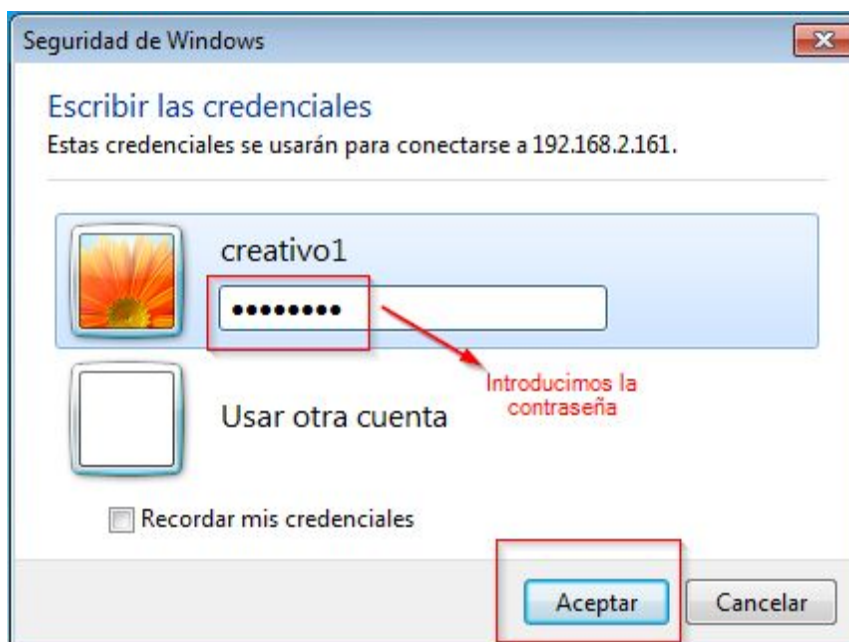 Seguridad de Windows
Escribir las credenciales
Estas credenciales se usarán para conectarse a 192.168.2.161.
creativo1
••••••••
Introducimos la
contraseña
Usar otra cuenta
Recordar mis credenciales
Aceptar
Cancelar